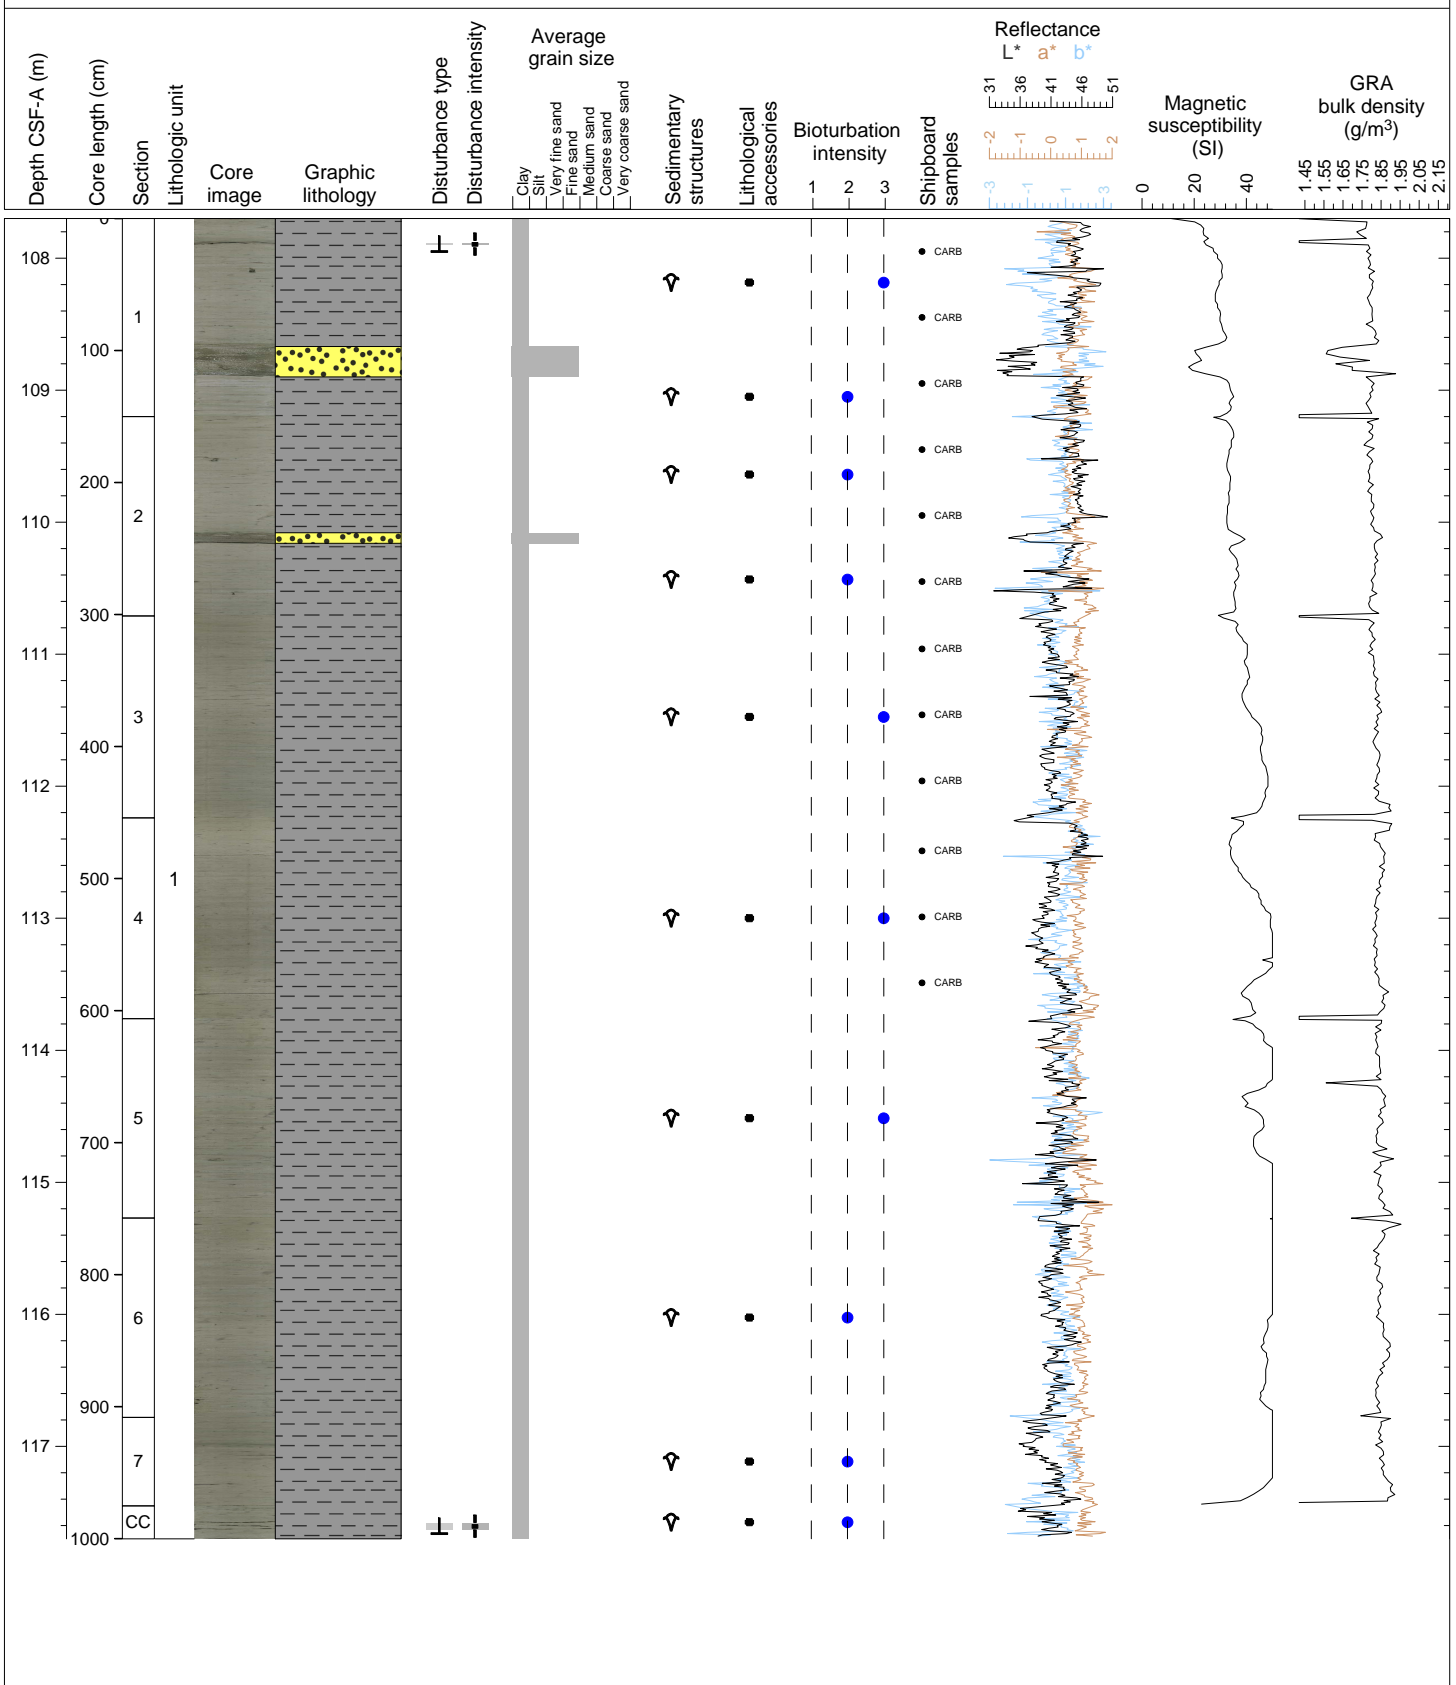 Depth CSF-A (m)
Core length (cm)
Section
Lithologic unit
Core
image
Graphic
lithology
Disturbance type
Disturbance intensity
Average
grain size
Clay
Silt
Very fine sand
Fine sand
Medium sand
Coarse sand
Very coarse sand
Sedimentary
structures
Lithological
accessories
Bioturbation
intensity
1 2 3
Shipboard
samples
Reflectance
L* a* b*
31 36 41 46 51
-2 -1 0 1 2
-3 -1 1 3
Magnetic
susceptibility
(SI)
0 20 40
GRA
bulk density
(g/m³)
1.45 1.55 1.65 1.75 1.85 1.95 2.05 2.15
0
108
CARB
1
CARB
100
109
CARB
CARB
200
2
110
CARB
CARB
300
111
CARB
3
CARB
400
112
CARB
CARB
500
1
4
113
CARB
CARB
600
114
5
700
115
800
6
116
900
117
7
CC
1000